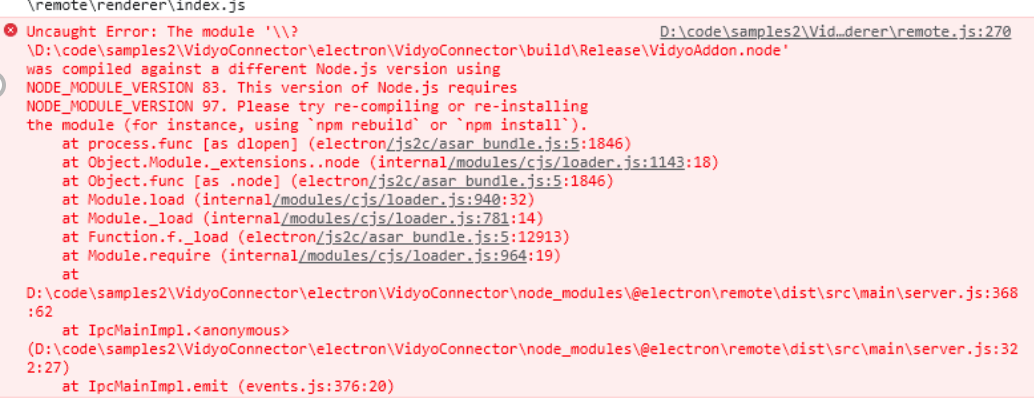 \remote\renderer\index.js
Uncaught Error: The module '\\? D:\code\samples2\Vid…derer\remote.js:270
\D:\code\samples2\VidyoConnector\electron\VidyoConnector\build\Release\VidyoAddon.node'
was compiled against a different Node.js version using
NODE_MODULE_VERSION 83. This version of Node.js requires
NODE_MODULE_VERSION 97. Please try re-compiling or re-installing
the module (for instance, using `npm rebuild` or `npm install`).
at process.func [as dlopen] (electron/js2c/asar_bundle.js:5:1846)
at Object.Module._extensions..node (internal/modules/cjs/loader.js:1143:18)
at Object.func [as .node] (electron/js2c/asar_bundle.js:5:1846)
at Module.load (internal/modules/cjs/loader.js:940:32)
at Module._load (internal/modules/cjs/loader.js:781:14)
at Function.f._load (electron/js2c/asar_bundle.js:5:12913)
at Module.require (internal/modules/cjs/loader.js:964:19)
at
D:\code\samples2\VidyoConnector\electron\VidyoConnector\node_modules\@electron\remote\dist\src\main\server.js:368
:62
at IpcMainImpl.<anonymous>
(D:\code\samples2\VidyoConnector\electron\VidyoConnector\node_modules\@electron\remote\dist\src\main\server.js:32
2:27)
at IpcMainImpl.emit (events.js:376:20)